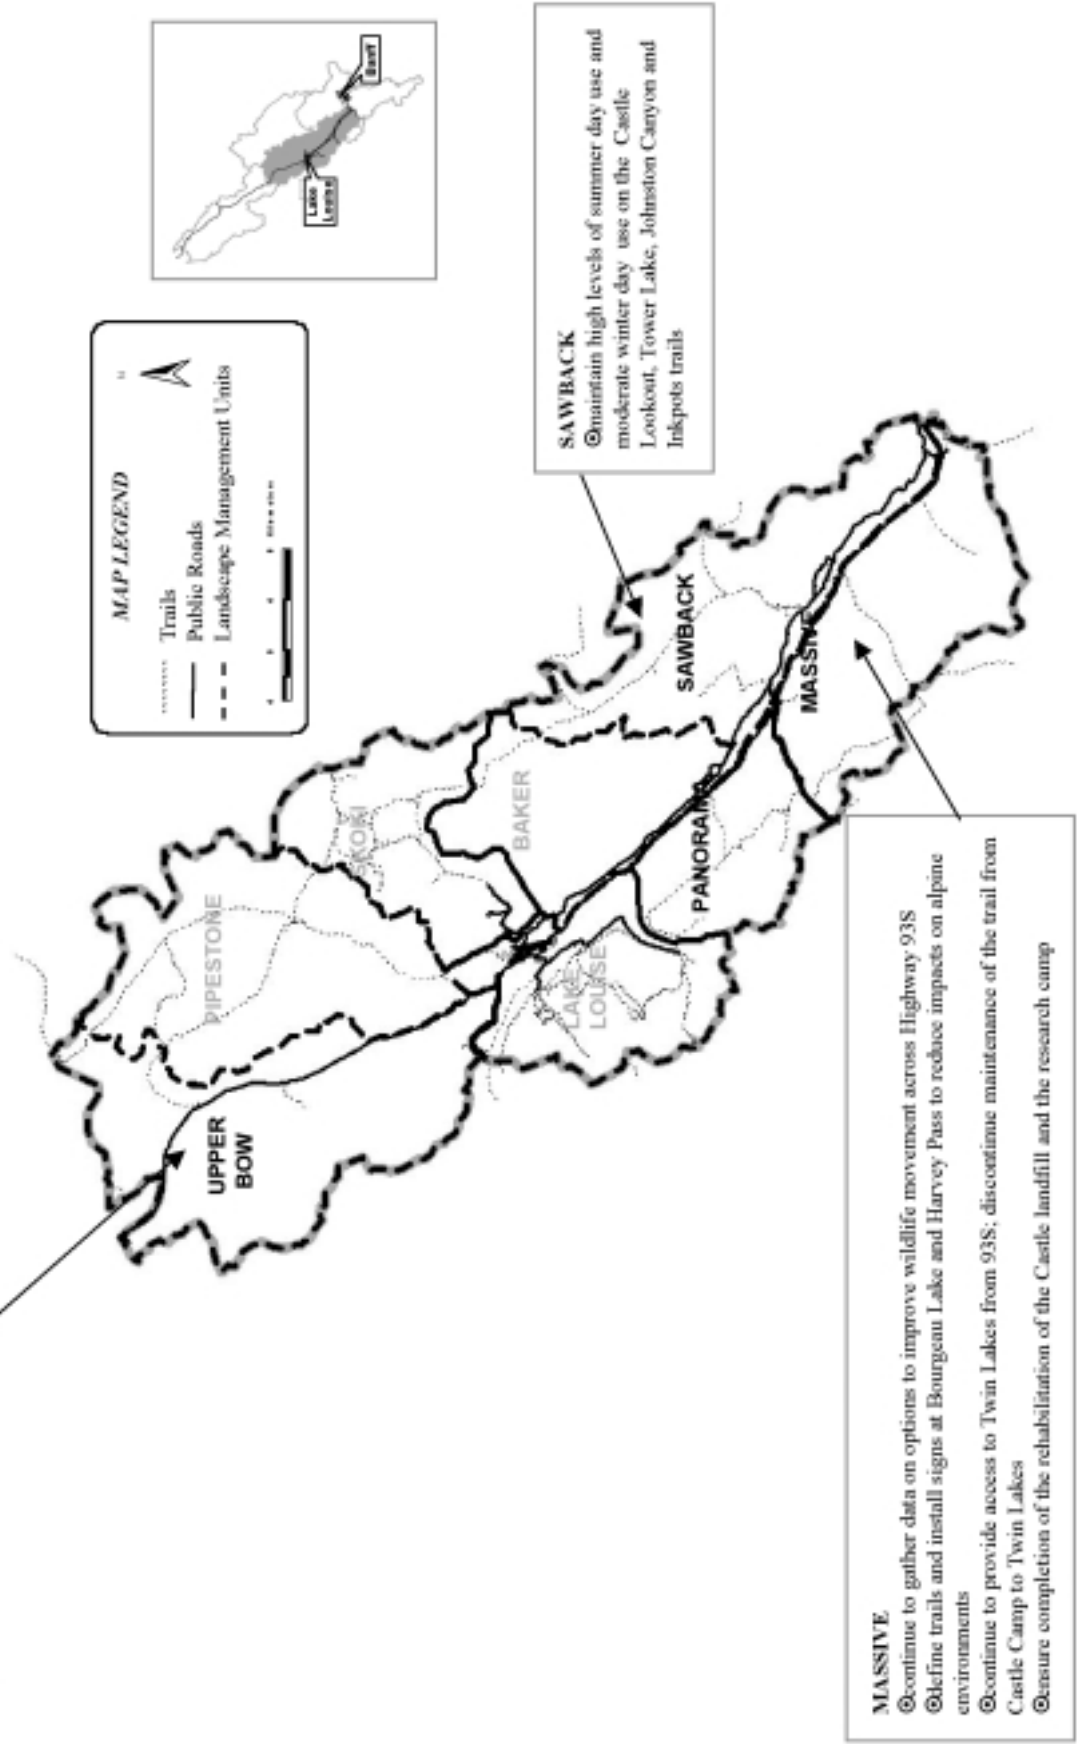 MAP LEGEND
Trails
Public Roads
Landscape Management Units
Lake
Louise
Banff
UPPER
BOW
PIPESTONE
SKOKI
LAKE
LOUISE
BAKER
PANORAMA
SAWBACK
MASSIVE
SAWBACK
⊙maintain high levels of summer day use and
moderate winter day use on the Castle
Lookout, Tower Lake, Johnston Canyon and
Inkpots trails
MASSIVE
⊙continue to gather data on options to improve wildlife movement across Highway 93S
⊙define trails and install signs at Bourgeau Lake and Harvey Pass to reduce impacts on alpine
environments
⊙continue to provide access to Twin Lakes from 93S; discontinue maintenance of the trail from
Castle Camp to Twin Lakes
⊙ensure completion of the rehabilitation of the Castle landfill and the research camp